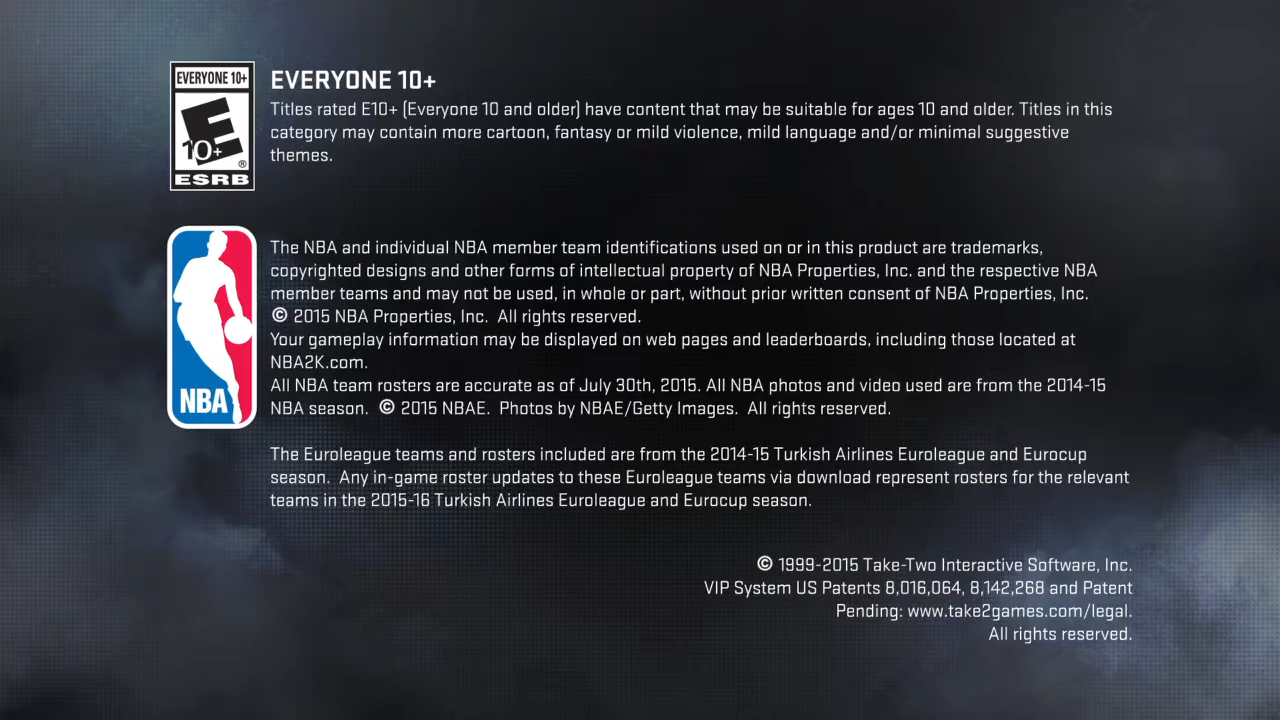 EVERYONE 10+
E
10+
®
ESRB
EVERYONE 10+
Titles rated E10+ (Everyone 10 and older) have content that may be suitable for ages 10 and older. Titles in this
category may contain more cartoon, fantasy or mild violence, mild language and/or minimal suggestive
themes.
NBA
The NBA and individual NBA member team identifications used on or in this product are trademarks,
copyrighted designs and other forms of intellectual property of NBA Properties, Inc. and the respective NBA
member teams and may not be used, in whole or part, without prior written consent of NBA Properties, Inc.
© 2015 NBA Properties, Inc. All rights reserved.
Your gameplay information may be displayed on web pages and leaderboards, including those located at
NBA2K.com.
All NBA team rosters are accurate as of July 30th, 2015. All NBA photos and video used are from the 2014-15
NBA season. © 2015 NBAE. Photos by NBAE/Getty Images. All rights reserved.
The Euroleague teams and rosters included are from the 2014-15 Turkish Airlines Euroleague and Eurocup
season. Any in-game roster updates to these Euroleague teams via download represent rosters for the relevant
teams in the 2015-16 Turkish Airlines Euroleague and Eurocup season.
© 1999-2015 Take-Two Interactive Software, Inc.
VIP System US Patents 8,016,064, 8,142,268 and Patent
Pending: www.take2games.com/legal.
All rights reserved.